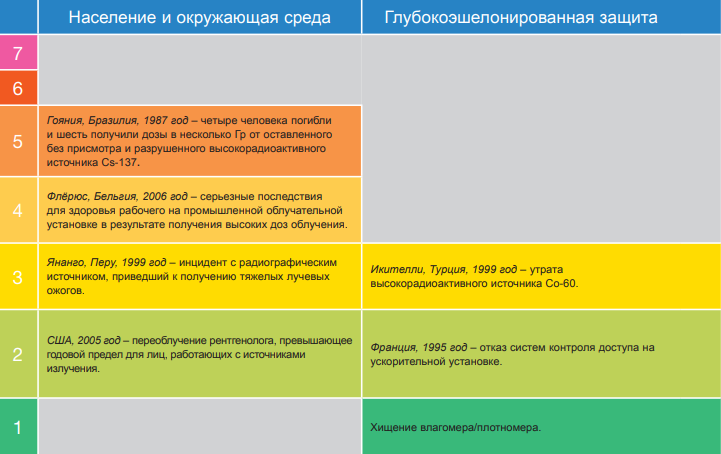 Население и окружающая среда
Глубокоэшелонированная защита
7
6
5
Гояния, Бразилия, 1987 год – четыре человека погибли
и шесть получили дозы в несколько Гр от оставленного
без присмотра и разрушенного высокорадиоактивного
источника Cs-137.
4
Флёрюс, Бельгия, 2006 год – серьезные последствия
для здоровья рабочего на промышленной облучательной
установке в результате получения высоких доз облучения.
3
Янанго, Перу, 1999 год – инцидент с радиографическим
источником, приведший к получению тяжелых лучевых
ожогов.
Икителли, Турция, 1999 год – утрата
высокорадиоактивного источника Co-60.
2
США, 2005 год – переоблучение рентгенолога, превышающее
годовой предел для лиц, работающих с источниками
излучения.
Франция, 1995 год – отказ систем контроля доступа на
ускорительной установке.
1
Хищение влагомера/плотномера.